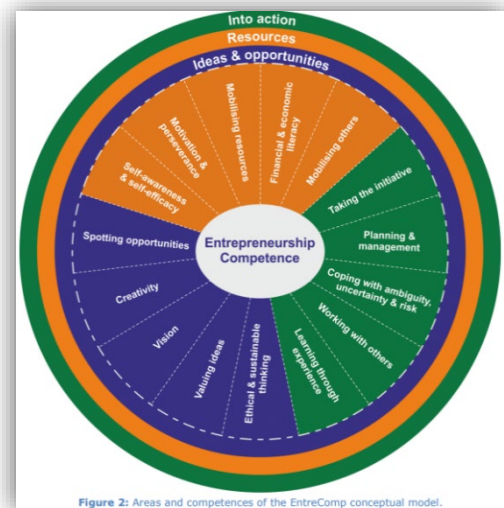 Into action
Resources
Ideas & opportunities
Self-awareness
& self-efficacy
Motivation &
perseverance
Mobilising resources
Financial & economic
literacy
Mobilising others
Taking the initiative
Planning &
management
Coping with ambiguity,
uncertainty & risk
Working with others
Learning through
experience
Ethical & sustainable
thinking
Valuing ideas
Vision
Creativity
Spotting opportunities
Entrepreneurship
Competence
Figure 2: Areas and competences of the EntreComp conceptual model.